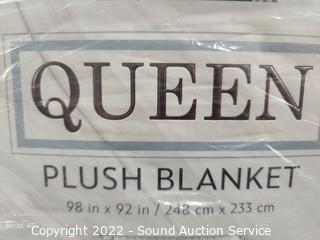 QUEEN
PLUSH BLANKET
98 in x 92 in / 248 cm x 233 cm
Copyright 2022 - Sound Auction Service